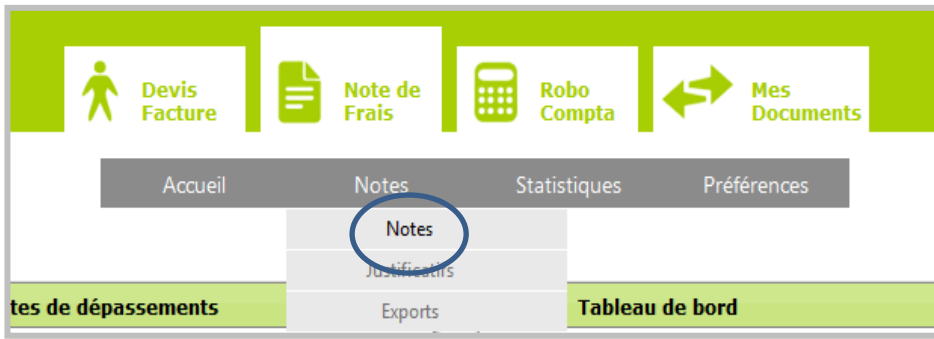 Devis
Facture
Note de
Frais
Robo
Compta
Mes
Documents
Accueil Notes Statistiques Préférences
Notes
Justificatifs
tes de dépassements Exports Tableau de bord